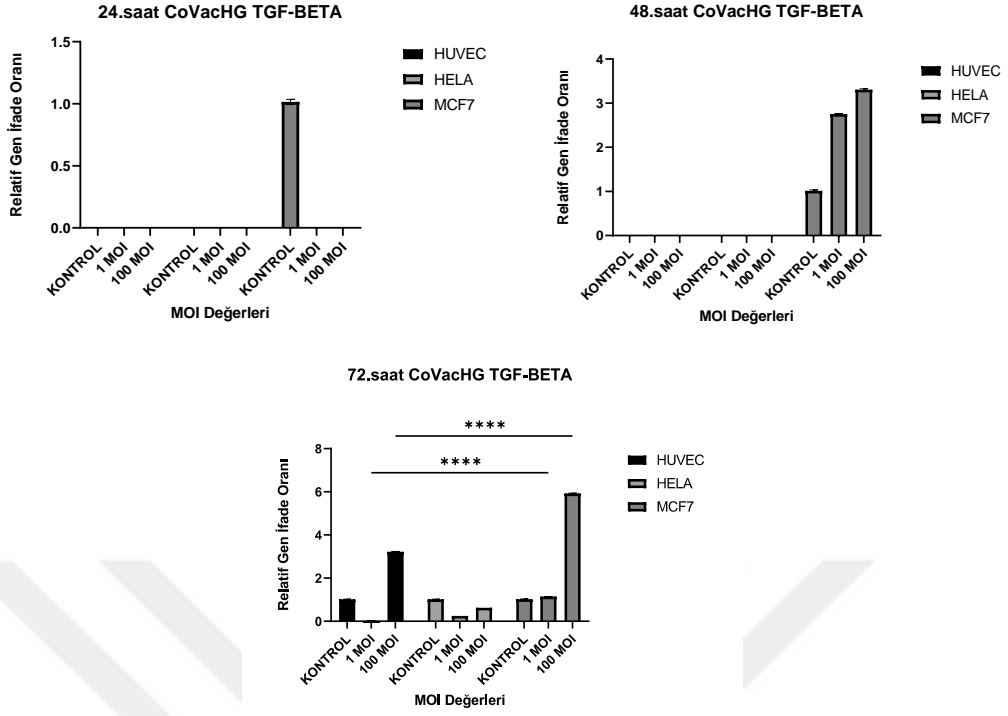 24.saat CoVacHG TGF-BETA
Relatif Gen İfade Oranı
1.5
1.0
0.5
0.0
KONTROL
1 MOI
100 MOI
KONTROL
1 MOI
100 MOI
KONTROL
1 MOI
100 MOI
MOI Değerleri
HUVEC
HELA
MCF7
48.saat CoVacHG TGF-BETA
Relatif Gen İfade Oranı
4
3
2
1
0
KONTROL
1 MOI
100 MOI
KONTROL
1 MOI
100 MOI
KONTROL
1 MOI
100 MOI
MOI Değerleri
HUVEC
HELA
MCF7
72.saat CoVacHG TGF-BETA
Relatif Gen İfade Oranı
8
6
4
2
0
****
****
KONTROL
1 MOI
100 MOI
KONTROL
1 MOI
100 MOI
KONTROL
1 MOI
100 MOI
MOI Değerleri
HUVEC
HELA
MCF7